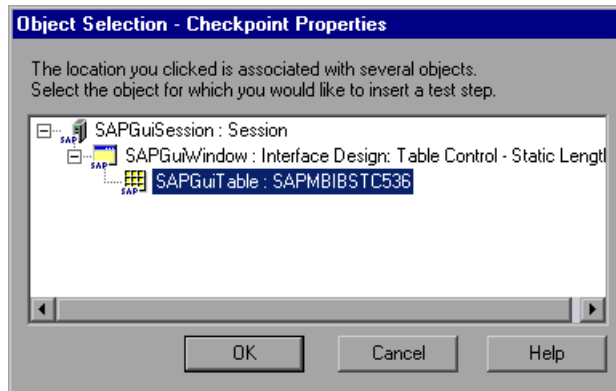 Object Selection - Checkpoint Properties
The location you clicked is associated with several objects.
Select the object for which you would like to insert a test step.
SAPGuiSession : Session
SAPGuiWindow : Interface Design: Table Control - Static Lengt
SAPGuiTable : SAPMBIBSTC536
OK Cancel Help